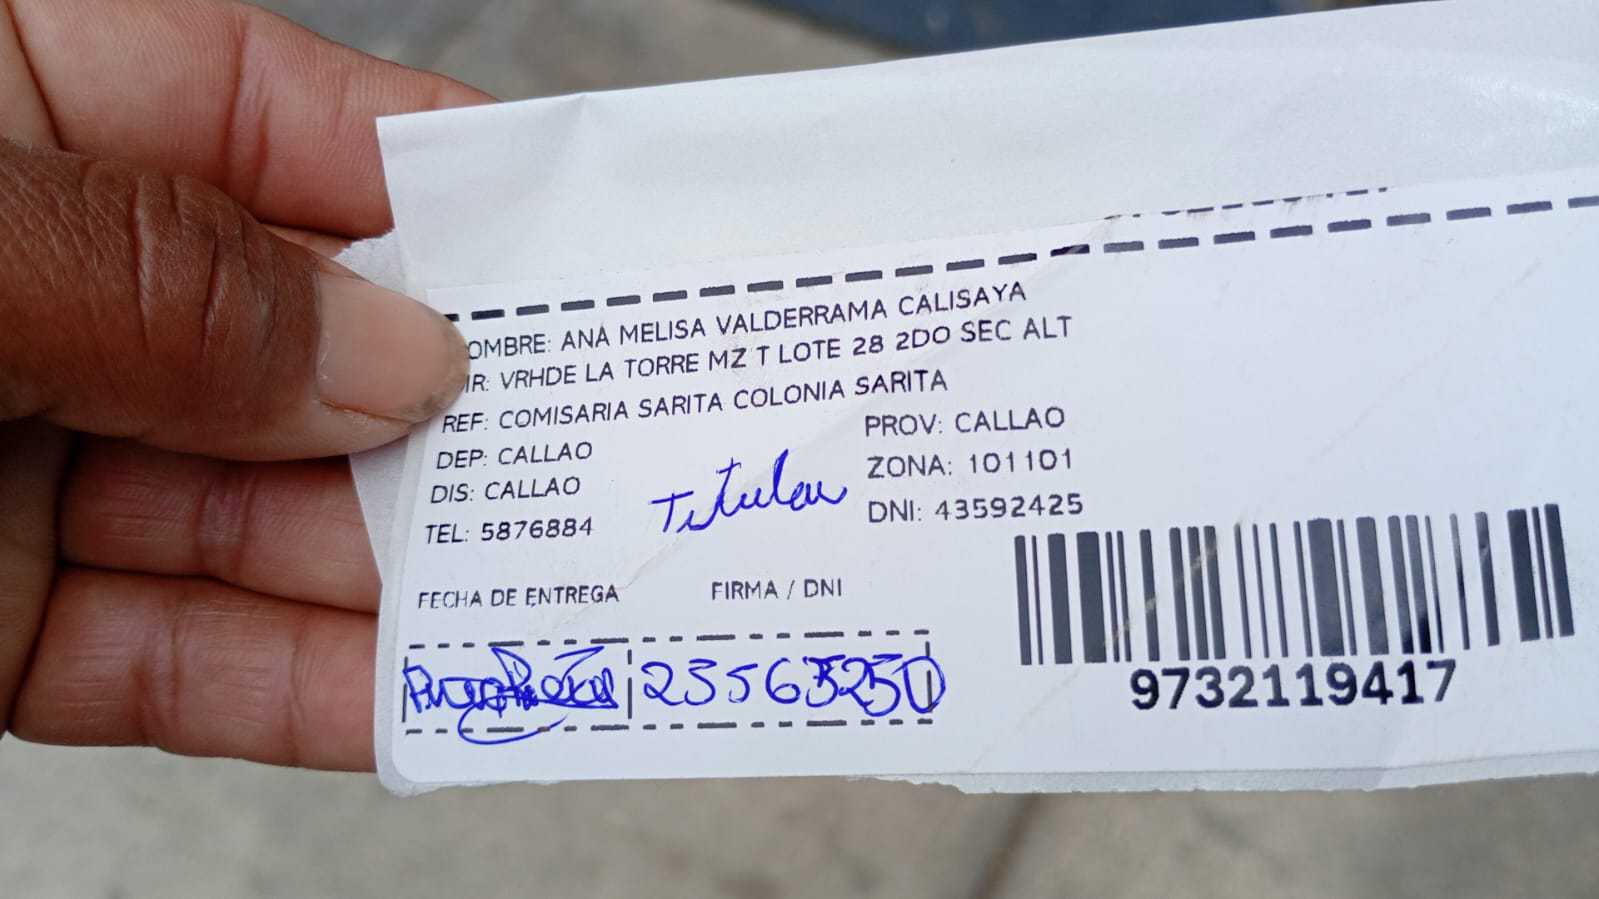 OMBRE: ANA MELISA VALDERRAMA CALISAYA
IR: VRHDE LA TORRE MZ T LOTE 28 2DO SEC ALT
REF: COMISARIA SARITA COLONIA SARITA
DEP: CALLAO PROV: CALLAO
DIS: CALLAO ZONA: 101101
TEL: 5876884 Titular DNI: 43592425
FECHA DE ENTREGA FIRMA / DNI
9732119417